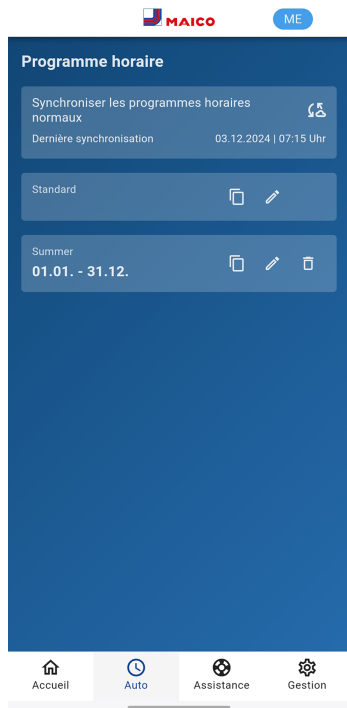 MAICO
ME
Programme horaire
Synchroniser les programmes horaires
normaux
Dernière synchronisation 03.12.2024 | 07:15 Uhr
Standard
Summer
01.01. - 31.12.
Accueil Auto Assistance Gestion